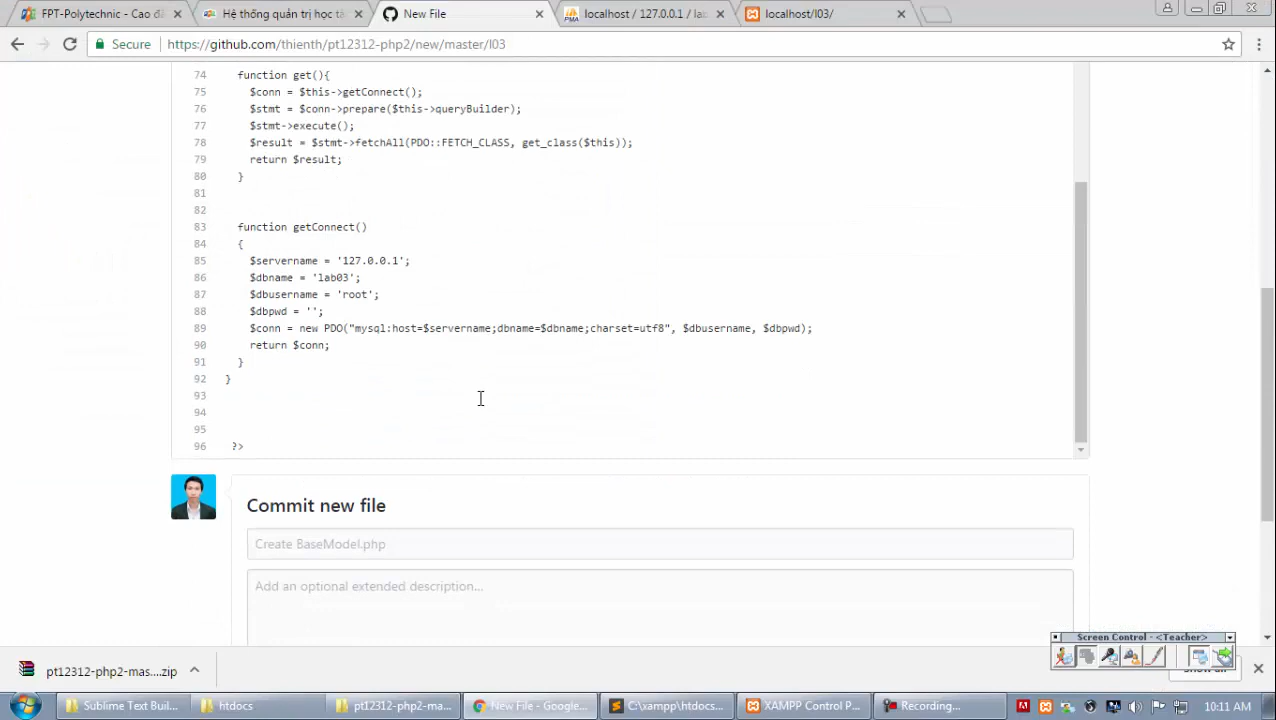 FPT-Polytechnic - Cao đẳ
Hệ thống quản trị học tậ
New File
localhost / 127.0.0.1 / lab
localhost/l03/
Secure
https://github.com/thienth/pt12312-php2/new/master/l03
74 function get(){
75 $conn = $this->getConnect();
76 $stmt = $conn->prepare($this->queryBuilder);
77 $stmt->execute();
78 $result = $stmt->fetchAll(PDO::FETCH_CLASS, get_class($this));
79 return $result;
80 }
81
82
83 function getConnect()
84 {
85 $servername = '127.0.0.1';
86 $dbname = 'lab03';
87 $dbusername = 'root';
88 $dbpwd = '';
89 $conn = new PDO("mysql:host=$servername;dbname=$dbname;charset=utf8", $dbusername, $dbpwd);
90 return $conn;
91 }
92 }
93
94
95
96 ?>
Commit new file
Create BaseModel.php
Add an optional extended description...
Screen Control - <Teacher>
pt12312-php2-mas....zip
Sublime Text Buil...
htdocs
pt12312-php2-ma...
New File - Google...
C:\xampp\htdocs...
XAMPP Control P...
Recording...
10:11 AM